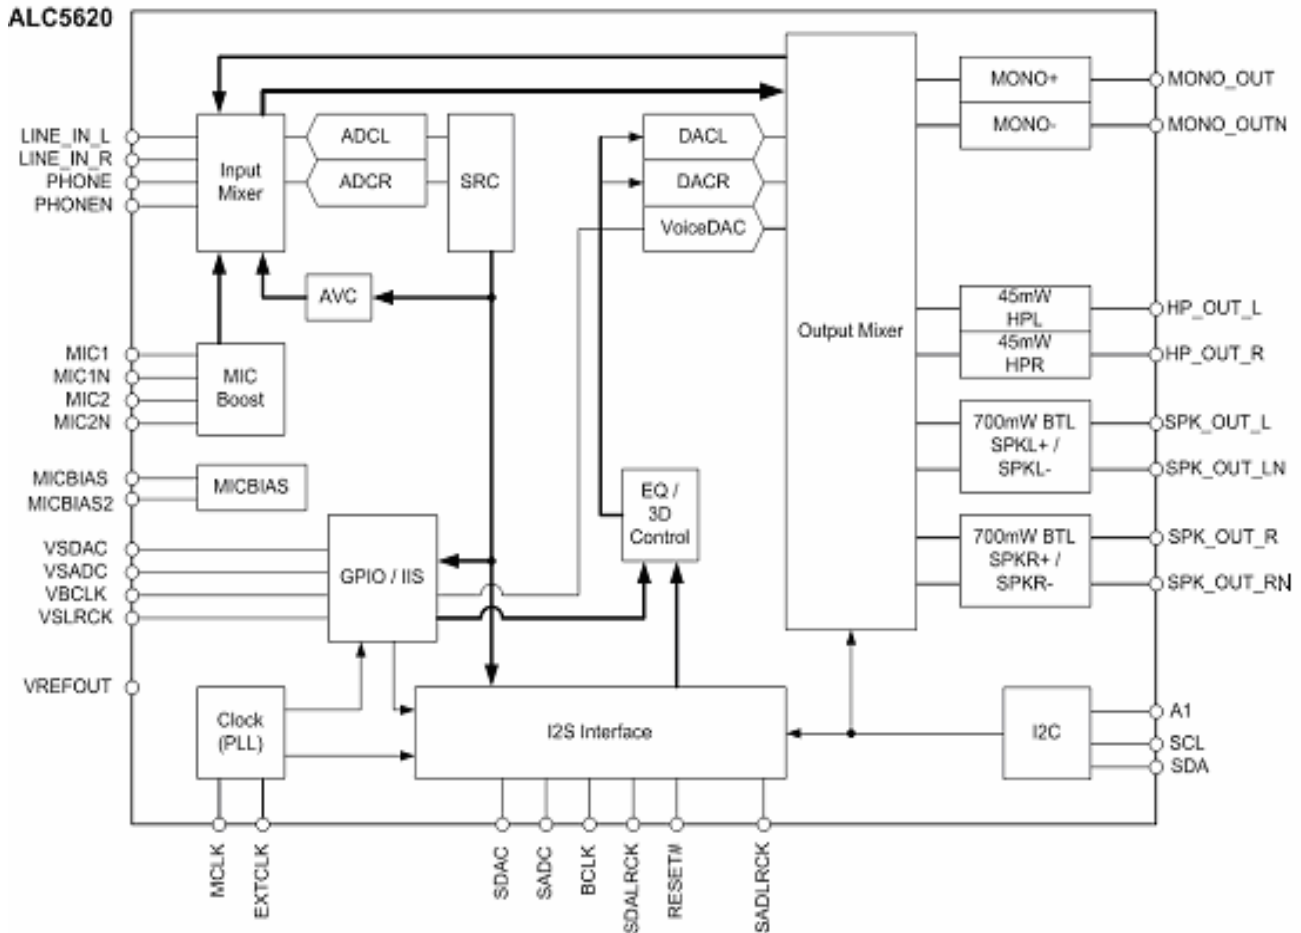 ALC5620
LINE_IN_L
LINE_IN_R
PHONE
PHONEN
MIC1
MIC1N
MIC2
MIC2N
MICBIAS
MICBIAS2
VSDAC
VSADC
VBCLK
VSLRCK
VREFOUT
Input
Mixer
ADCL
ADCR
SRC
AVC
MIC
Boost
MICBIAS
GPIO / IIS
Clock
(PLL)
I2S Interface
EQ /
3D
Control
DACL
DACR
VoiceDAC
Output Mixer
MONO+
MONO-
45mW
HPL
45mW
HPR
700mW BTL
SPKL+ /
SPKL-
700mW BTL
SPKR+ /
SPKR-
I2C
MONO_OUT
MONO_OUTN
HP_OUT_L
HP_OUT_R
SPK_OUT_L
SPK_OUT_LN
SPK_OUT_R
SPK_OUT_RN
A1
SCL
SDA
MCLK
EXTCLK
SDAC
SADC
BCLK
SDALRCK
RESET#
SADLRCK